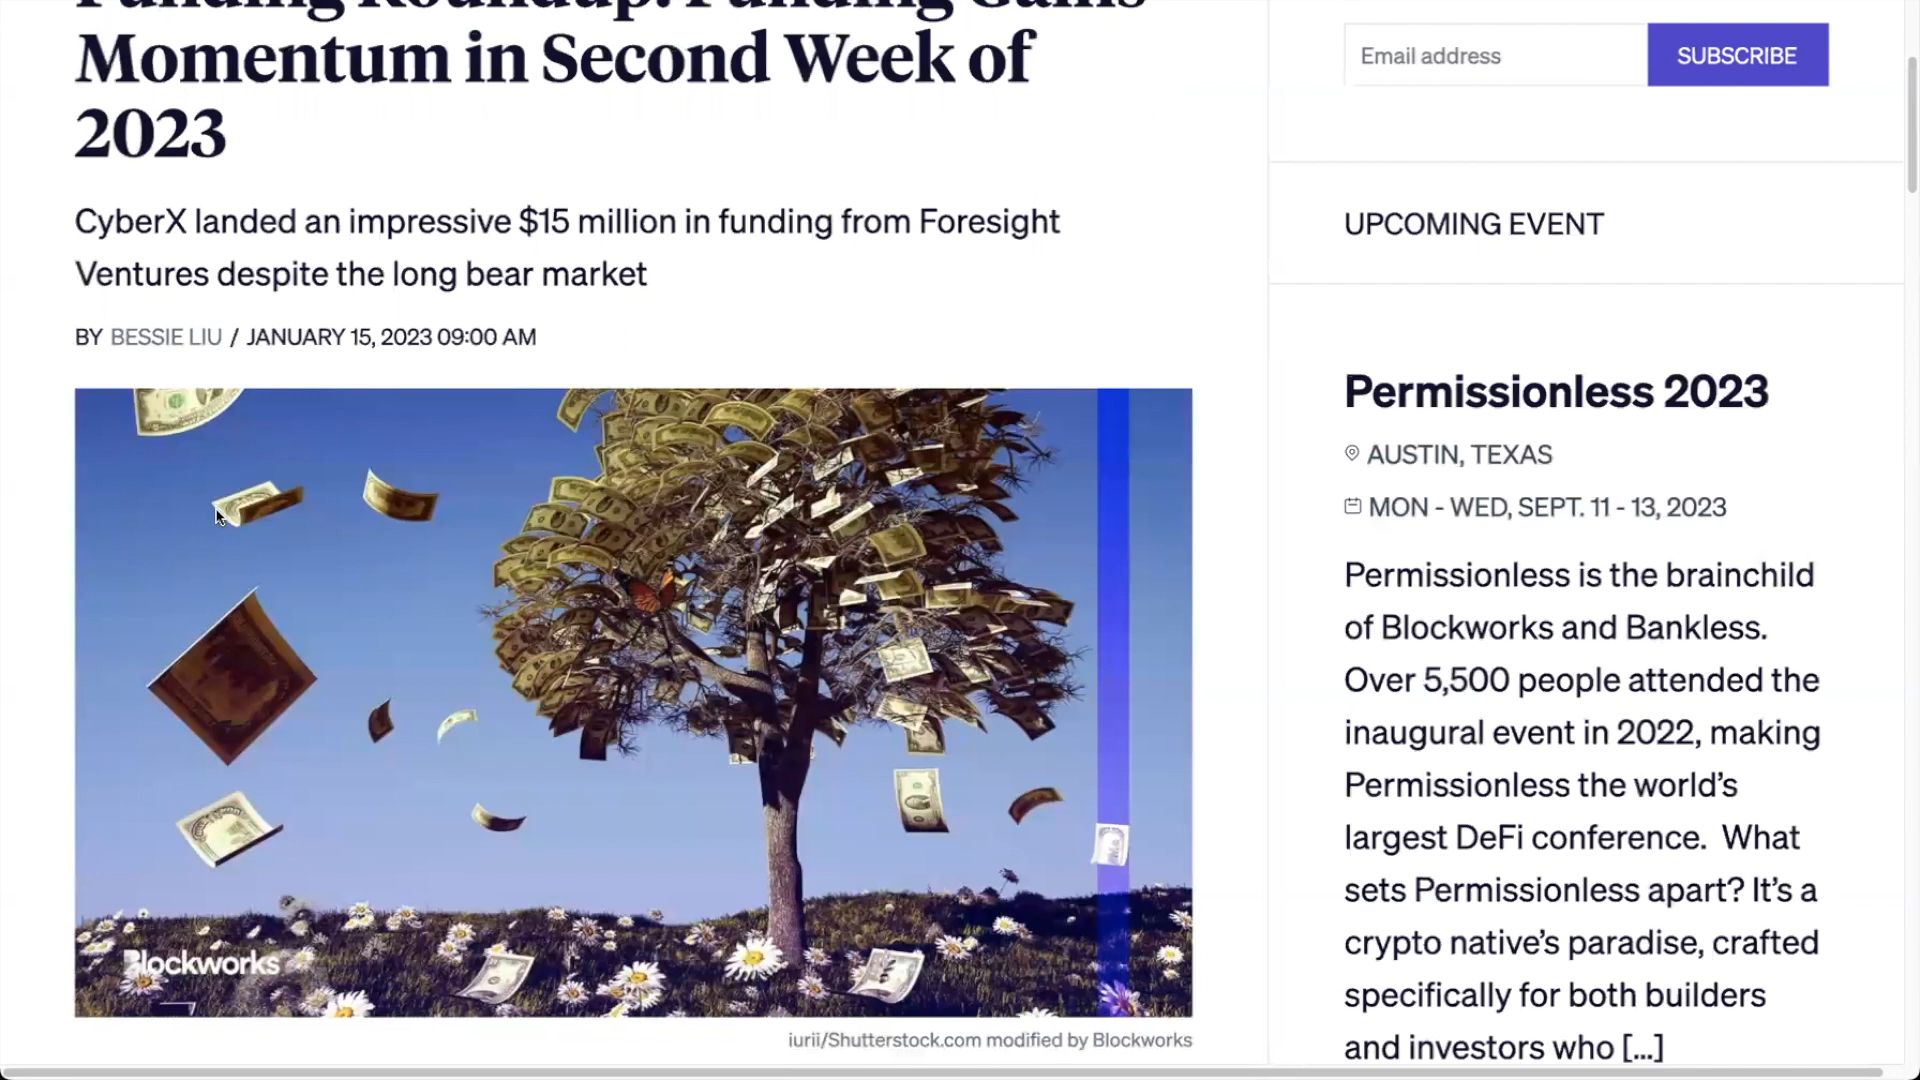 Funding Roundup: Funding Gains
Momentum in Second Week of
2023
CyberX landed an impressive $15 million in funding from Foresight
Ventures despite the long bear market
BY BESSIE LIU / JANUARY 15, 2023 09:00 AM
Blockworks
iurii/Shutterstock.com modified by Blockworks
Email address
SUBSCRIBE
UPCOMING EVENT
Permissionless 2023
AUSTIN, TEXAS
MON - WED, SEPT. 11 - 13, 2023
Permissionless is the brainchild
of Blockworks and Bankless.
Over 5,500 people attended the
inaugural event in 2022, making
Permissionless the world’s
largest DeFi conference.  What
sets Permissionless apart? It’s a
crypto native’s paradise, crafted
specifically for both builders
and investors who [...]